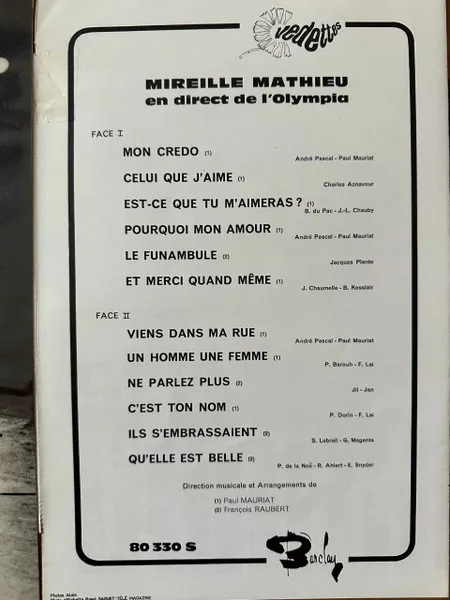 vedettes
MIREILLE MATHIEU
en direct de l'Olympia
FACE I
MON CREDO (1)
André Pascal - Paul Mauriat
CELUI QUE J'AIME (1)
Charles Aznavour
EST-CE QUE TU M'AIMERAS ? (1)
B. du Pac - J.-L. Chauby
POURQUOI MON AMOUR (1)
André Pascal - Paul Mauriat
LE FUNAMBULE (2)
Jacques Plante
ET MERCI QUAND MÊME (1)
J. Chaumelle - B. Kesslair
FACE II
VIENS DANS MA RUE (1)
André Pascal - Paul Mauriat
UN HOMME UNE FEMME (1)
P. Barouh - F. Lai
NE PARLEZ PLUS (2)
Jil - Jan
C'EST TON NOM (1)
P. Dorin - F. Lai
ILS S'EMBRASSAIENT (2)
S. Lebrail - G. Magenta
QU'ELLE EST BELLE (2)
P. de la Noë - R. Ahlert - E. Snyder
Direction musicale et Arrangements de
(1) Paul MAURIAT
(2) François RAUBERT
80 330 S
Barclay
Photos Alain
TÉLÉ MAGAZINE